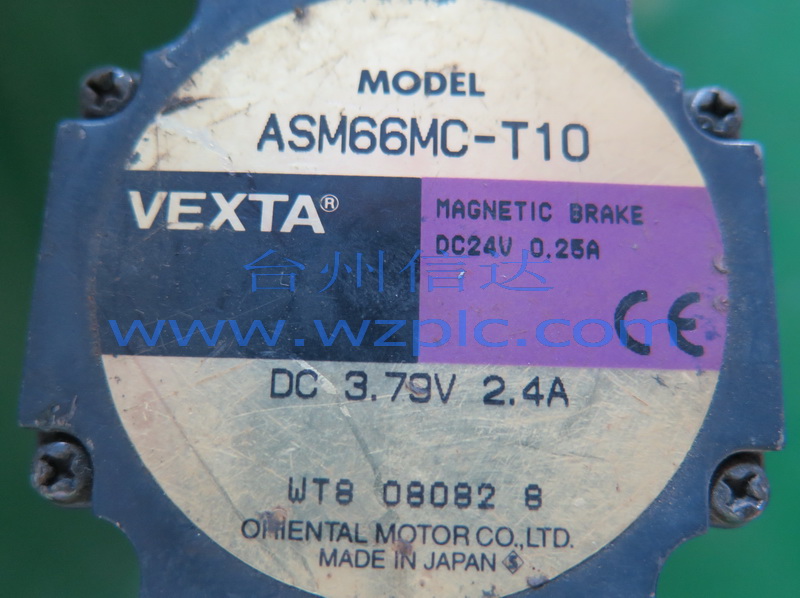 MODEL
ASM66MC-T10
VEXTA®
MAGNETIC BRAKE
DC24V 0.25A
台州信达
CE
www.wzplc.com
DC 3.79V 2.4A
WT8 08082 8
ORIENTAL MOTOR CO.,LTD.
MADE IN JAPAN S